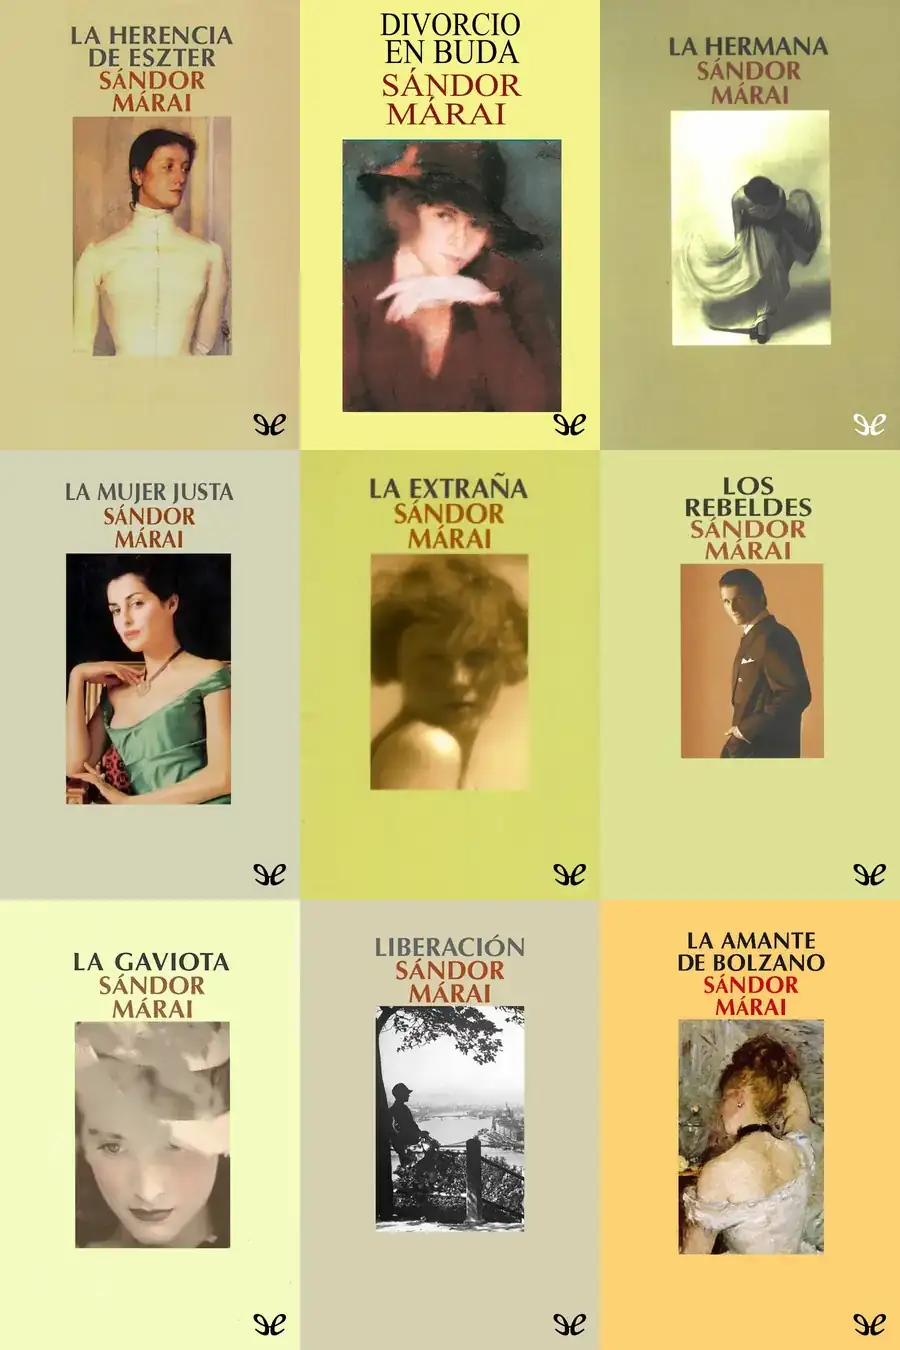 LA HERENCIA
DE ESZTER
SÁNDOR
MÁRAI
DIVORCIO
EN BUDA
SÁNDOR
MÁRAI
LA HERMANA
SÁNDOR
MÁRAI
LA MUJER JUSTA
SÁNDOR
MÁRAI
LA EXTRAÑA
SÁNDOR
MÁRAI
LOS
REBELDES
SÁNDOR
MÁRAI
LA GAVIOTA
SÁNDOR
MÁRAI
LIBERACIÓN
SÁNDOR
MÁRAI
LA AMANTE
DE BOLZANO
SÁNDOR
MÁRAI